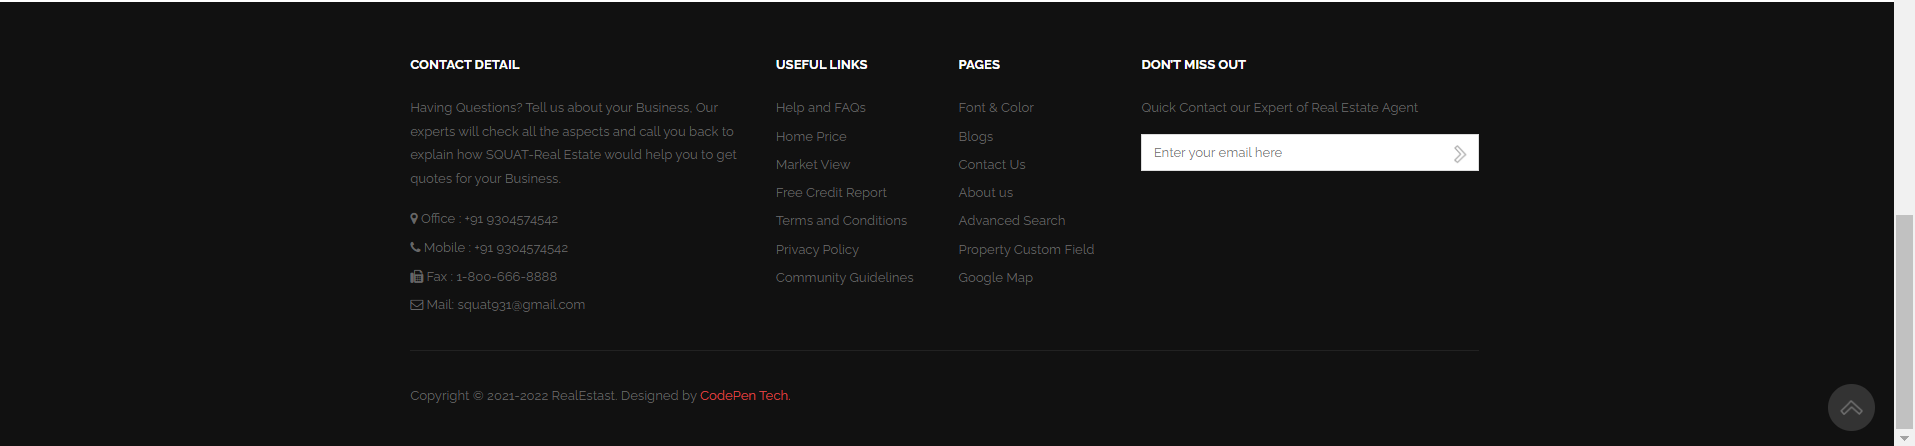 CONTACT DETAIL
Having Questions? Tell us about your Business, Our
experts will check all the aspects and call you back to
explain how SQUAT-Real Estate would help you to get
quotes for your Business.
Office : +91 9304574542
Mobile : +91 9304574542
Fax : 1-800-666-8888
Mail: squat931@gmail.com
USEFUL LINKS
Help and FAQs
Home Price
Market View
Free Credit Report
Terms and Conditions
Privacy Policy
Community Guidelines
PAGES
Font & Color
Blogs
Contact Us
About us
Advanced Search
Property Custom Field
Google Map
DON'T MISS OUT
Quick Contact our Expert of Real Estate Agent
Enter your email here
Copyright © 2021-2022 RealEstast. Designed by CodePen Tech.